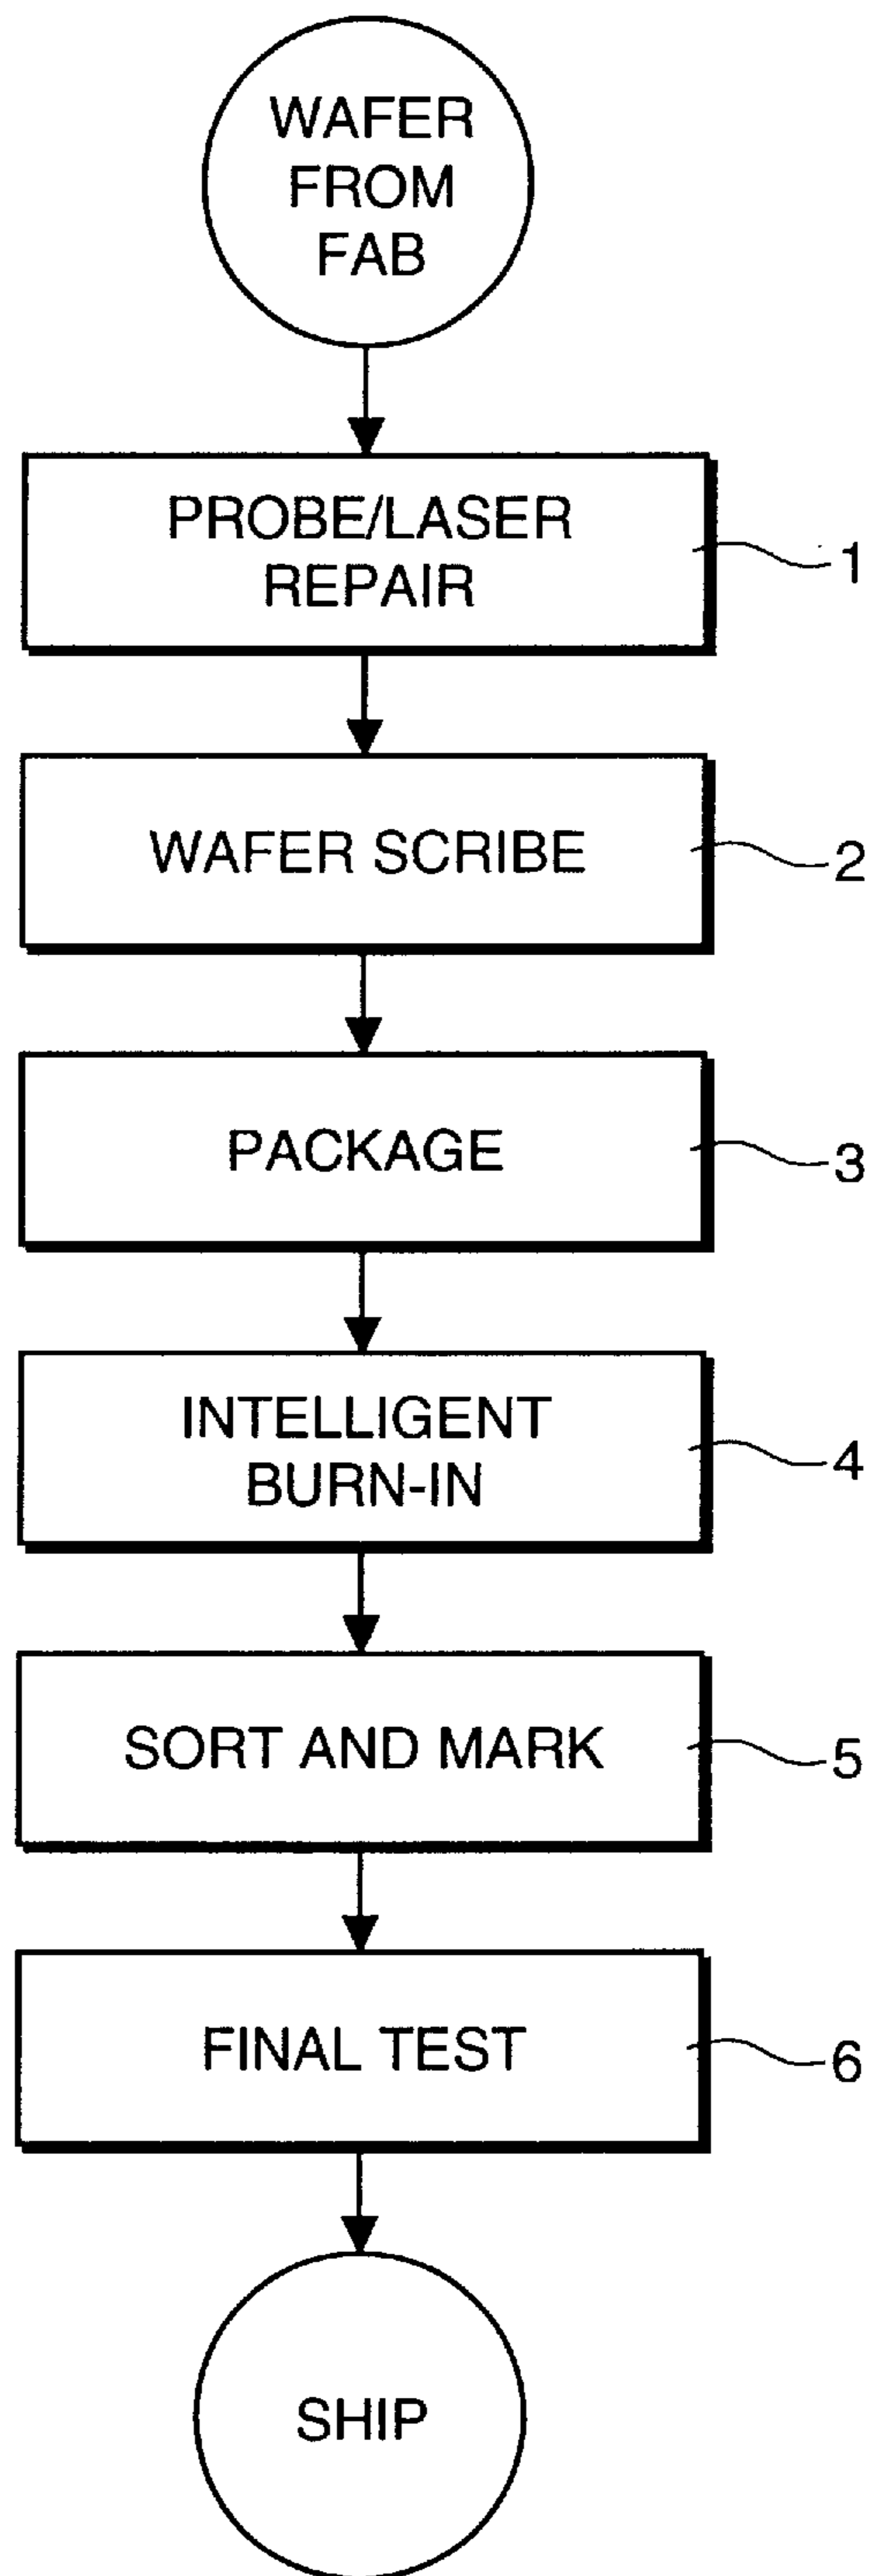 WAFER
FROM
FAB
PROBE/LASER
REPAIR
1
WAFER SCRIBE
2
PACKAGE
3
INTELLIGENT
BURN-IN
4
SORT AND MARK
5
FINAL TEST
6
SHIP